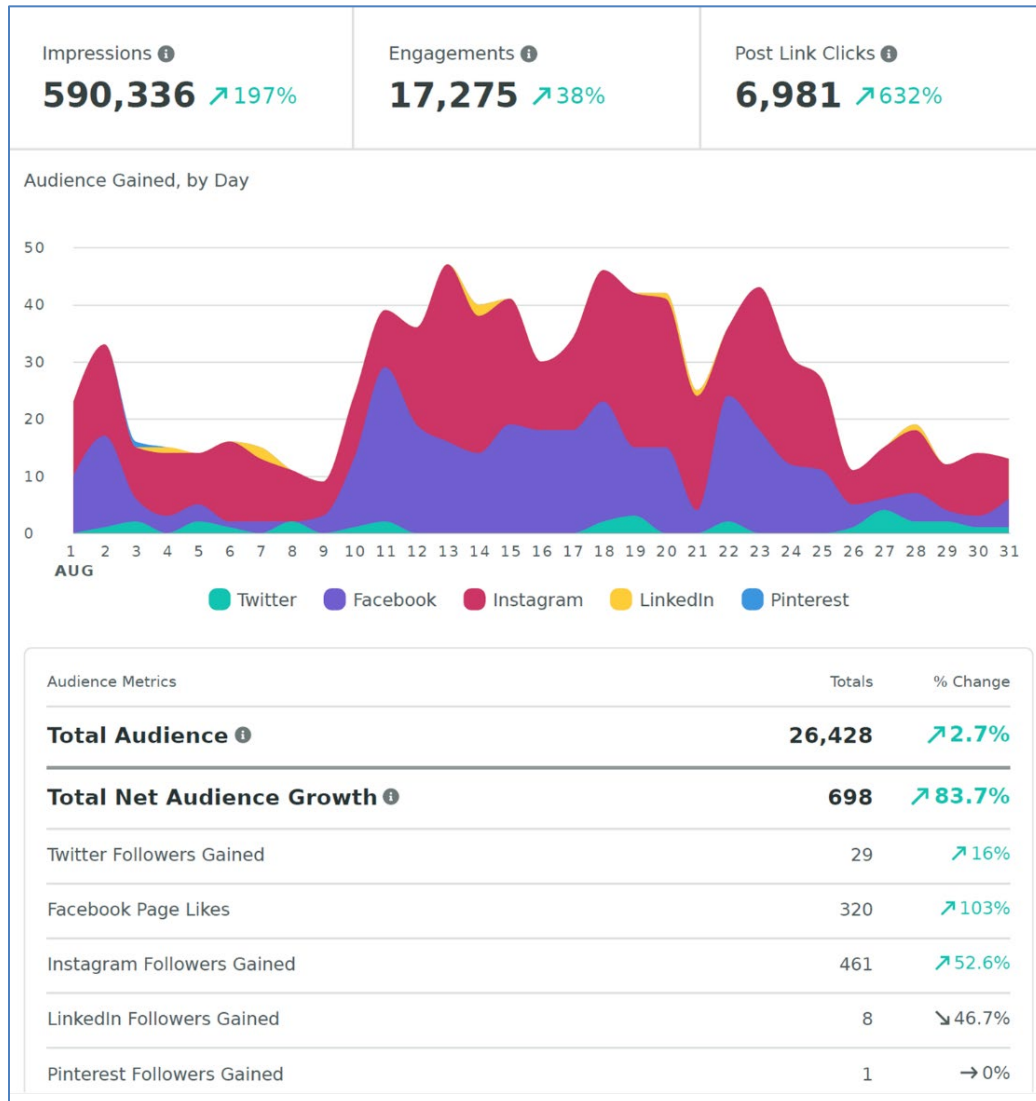 Impressions
590,336 197%
Engagements
17,275 38%
Post Link Clicks
6,981 632%
Audience Gained, by Day
50
40
30
20
10
0
1 2 3 4 5 6 7 8 9 10 11 12 13 14 15 16 17 18 19 20 21 22 23 24 25 26 27 28 29 30 31
AUG
Twitter Facebook Instagram LinkedIn Pinterest
Audience Metrics Totals % Change
Total Audience 26,428 2.7%
Total Net Audience Growth 698 83.7%
Twitter Followers Gained 29 16%
Facebook Page Likes 320 103%
Instagram Followers Gained 461 52.6%
LinkedIn Followers Gained 8 46.7%
Pinterest Followers Gained 1 0%